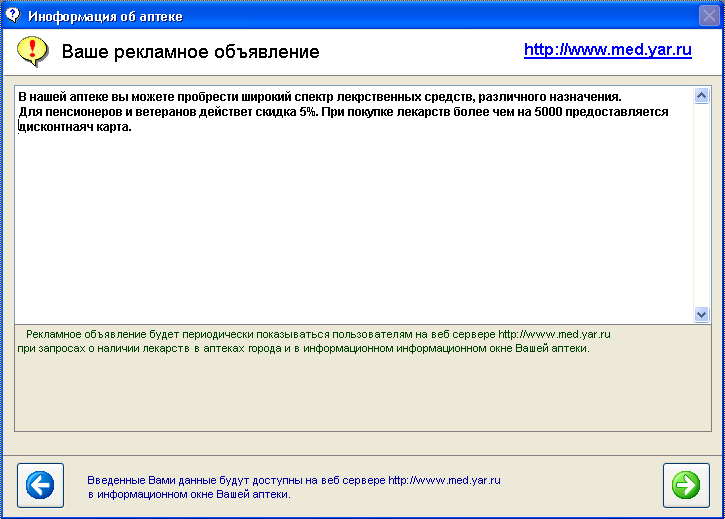 Иноформация об аптеке
Ваше рекламное объявление
http://www.med.yar.ru
В нашей аптеке вы можете пробрести широкий спектр лекрственных средств, различного назначения.
Для пенсионеров и ветеранов действет скидка 5%. При покупке лекарств более чем на 5000 предоставляется
дисконтнаяч карта.
Рекламное объявление будет периодически показываться пользователям на веб сервере http://www.med.yar.ru
при запросах о наличии лекарств в аптеках города и в информационном информационном окне Вашей аптеки.
Введенные Вами данные будут доступны на веб сервере http://www.med.yar.ru
в информационном окне Вашей аптеки.